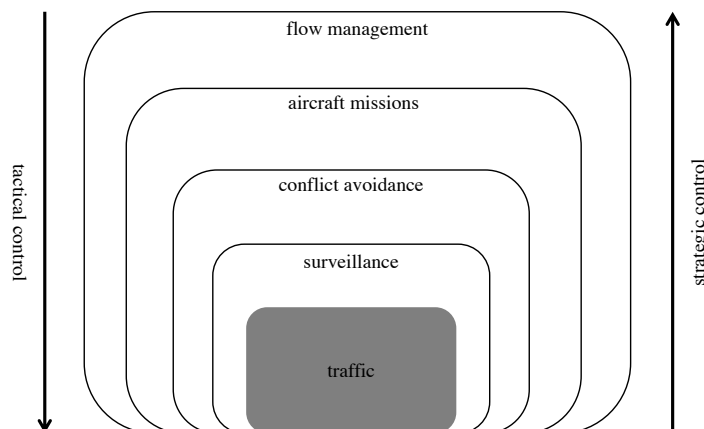 flow management
aircraft missions
conflict avoidance
surveillance
traffic
tactical control
strategic control